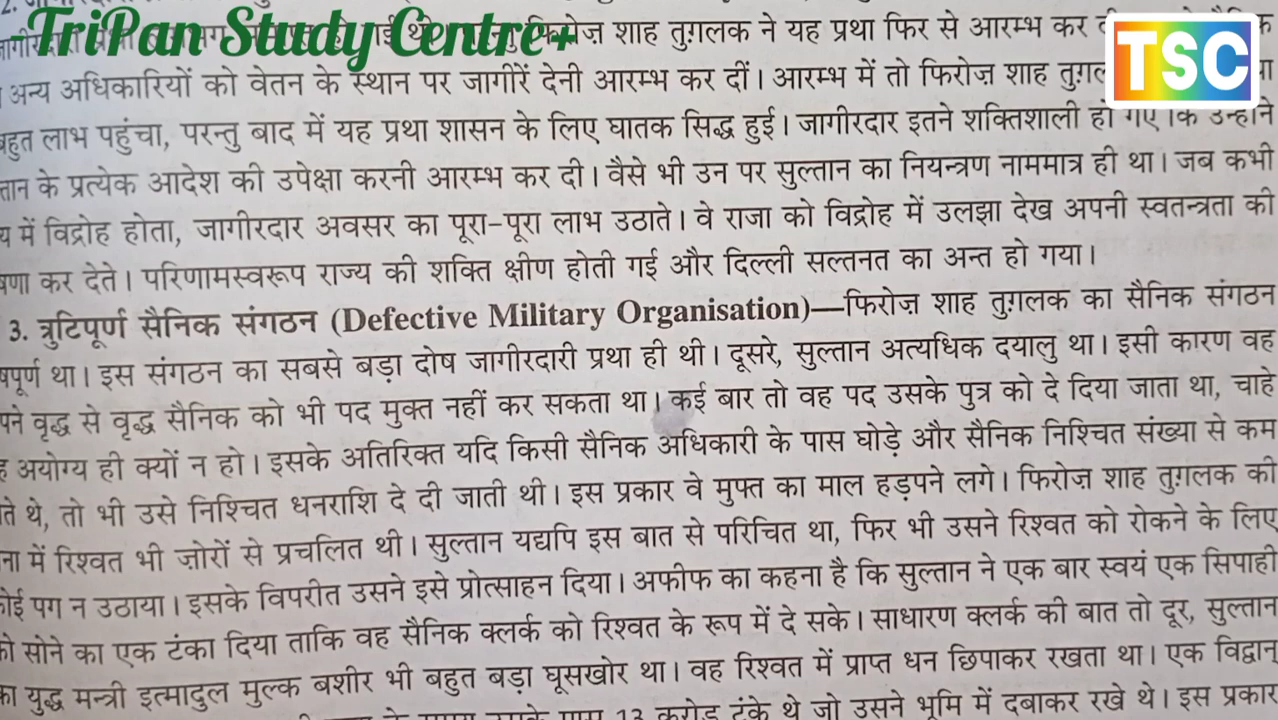 TriPan Study Centre+
TSC
फिरोज़ शाह तुग़लक ने यह प्रथा फिर से आरम्भ कर
अन्य अधिकारियों को वेतन के स्थान पर जागीरें देनी आरम्भ कर दीं। आरम्भ में तो फिरोज़ शाह
बहुत लाभ पहुंचा, परन्तु बाद में यह प्रथा शासन के लिए घातक सिद्ध हुई। जागीरदार इतने शक्तिशाली हो गए कि उन्होंने
तान के प्रत्येक आदेश की उपेक्षा करनी आरम्भ कर दी। वैसे भी उन पर सुल्तान का नियन्त्रण नाममात्र ही था। जब कभी
य में विद्रोह होता, जागीरदार अवसर का पूरा-पूरा लाभ उठाते। वे राजा को विद्रोह में उलझा देख अपनी स्वतन्त्रता की
षणा कर देते। परिणामस्वरूप राज्य की शक्ति क्षीण होती गई और दिल्ली सल्तनत का अन्त हो गया।
3. त्रुटिपूर्ण सैनिक संगठन (Defective Military Organisation)—फिरोज़ शाह तुग़लक का सैनिक संगठन
षपूर्ण था। इस संगठन का सबसे बड़ा दोष जागीरदारी प्रथा ही थी। दूसरे, सुल्तान अत्यधिक दयालु था। इसी कारण वह
पने वृद्ध से वृद्ध सैनिक को भी पद मुक्त नहीं कर सकता था। कई बार तो वह पद उसके पुत्र को दे दिया जाता था, चाहे
ह अयोग्य ही क्यों न हो। इसके अतिरिक्त यदि किसी सैनिक अधिकारी के पास घोड़े और सैनिक निश्चित संख्या से कम
ते थे, तो भी उसे निश्चित धनराशि दे दी जाती थी। इस प्रकार वे मुफ्त का माल हड़पने लगे। फिरोज़ शाह तुग़लक की
ना में रिश्वत भी ज़ोरों से प्रचलित थी। सुल्तान यद्यपि इस बात से परिचित था, फिर भी उसने रिश्वत को रोकने के लिए
ोई पग न उठाया। इसके विपरीत उसने इसे प्रोत्साहन दिया। अफीफ का कहना है कि सुल्तान ने एक बार स्वयं एक सिपाही
को सोने का एक टंका दिया ताकि वह सैनिक क्लर्क को रिश्वत के रूप में दे सके। साधारण क्लर्क की बात तो दूर, सुल्तान
का युद्ध मन्त्री इत्मादुल मुल्क बशीर भी बहुत बड़ा घूसखोर था। वह रिश्वत में प्राप्त धन छिपाकर रखता था। एक विद्वान्
13 करोड़ टंके थे जो उसने भूमि में दबाकर रखे थे। इस प्रकार